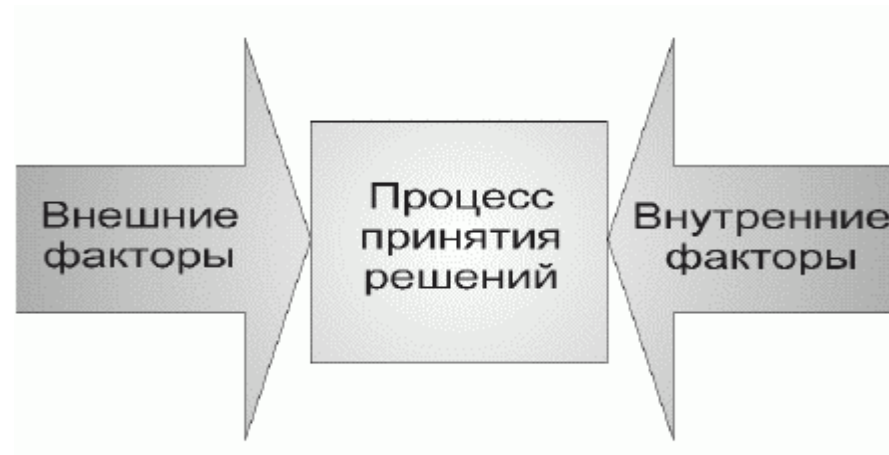 Внешние
факторы
Процесс
принятия
решений
Внутренние
факторы